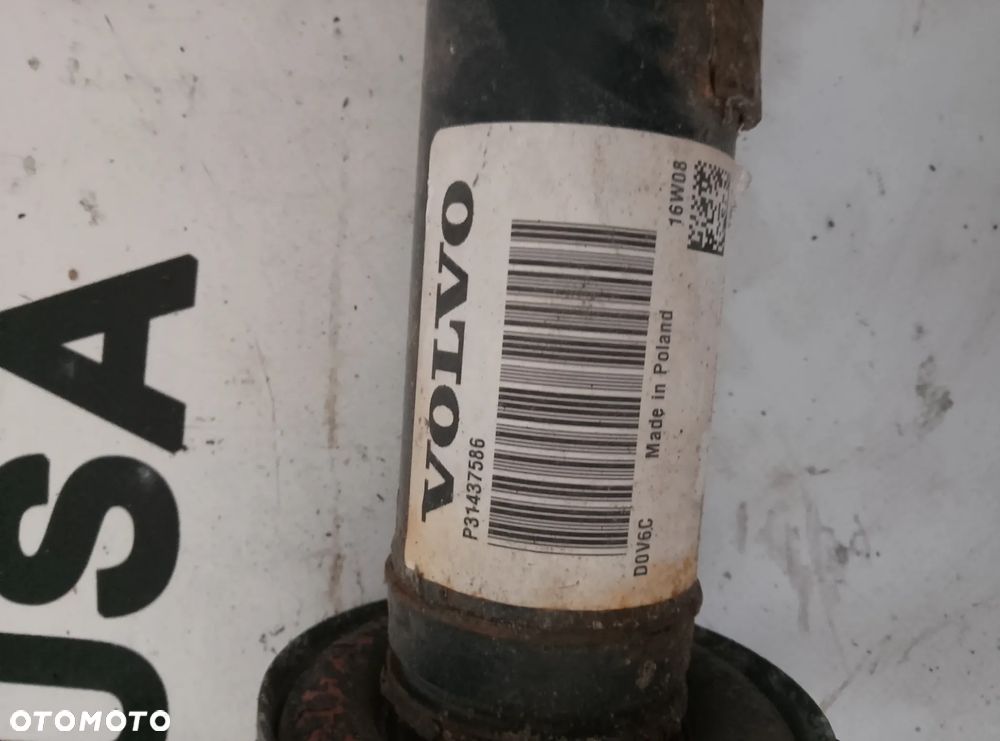 VOLVO
P31437586
D0V6.C Made in Poland 16W08
USA
OTOMOTO